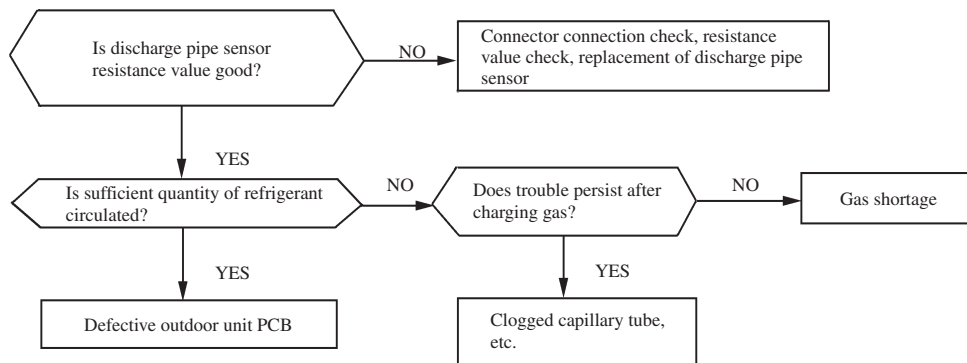 Is discharge pipe sensor
resistance value good?
NO
Connector connection check, resistance
value check, replacement of discharge pipe
sensor
YES
Is sufficient quantity of refrigerant
circulated?
NO
Does trouble persist after
charging gas?
NO
Gas shortage
YES
YES
Defective outdoor unit PCB
Clogged capillary tube,
etc.